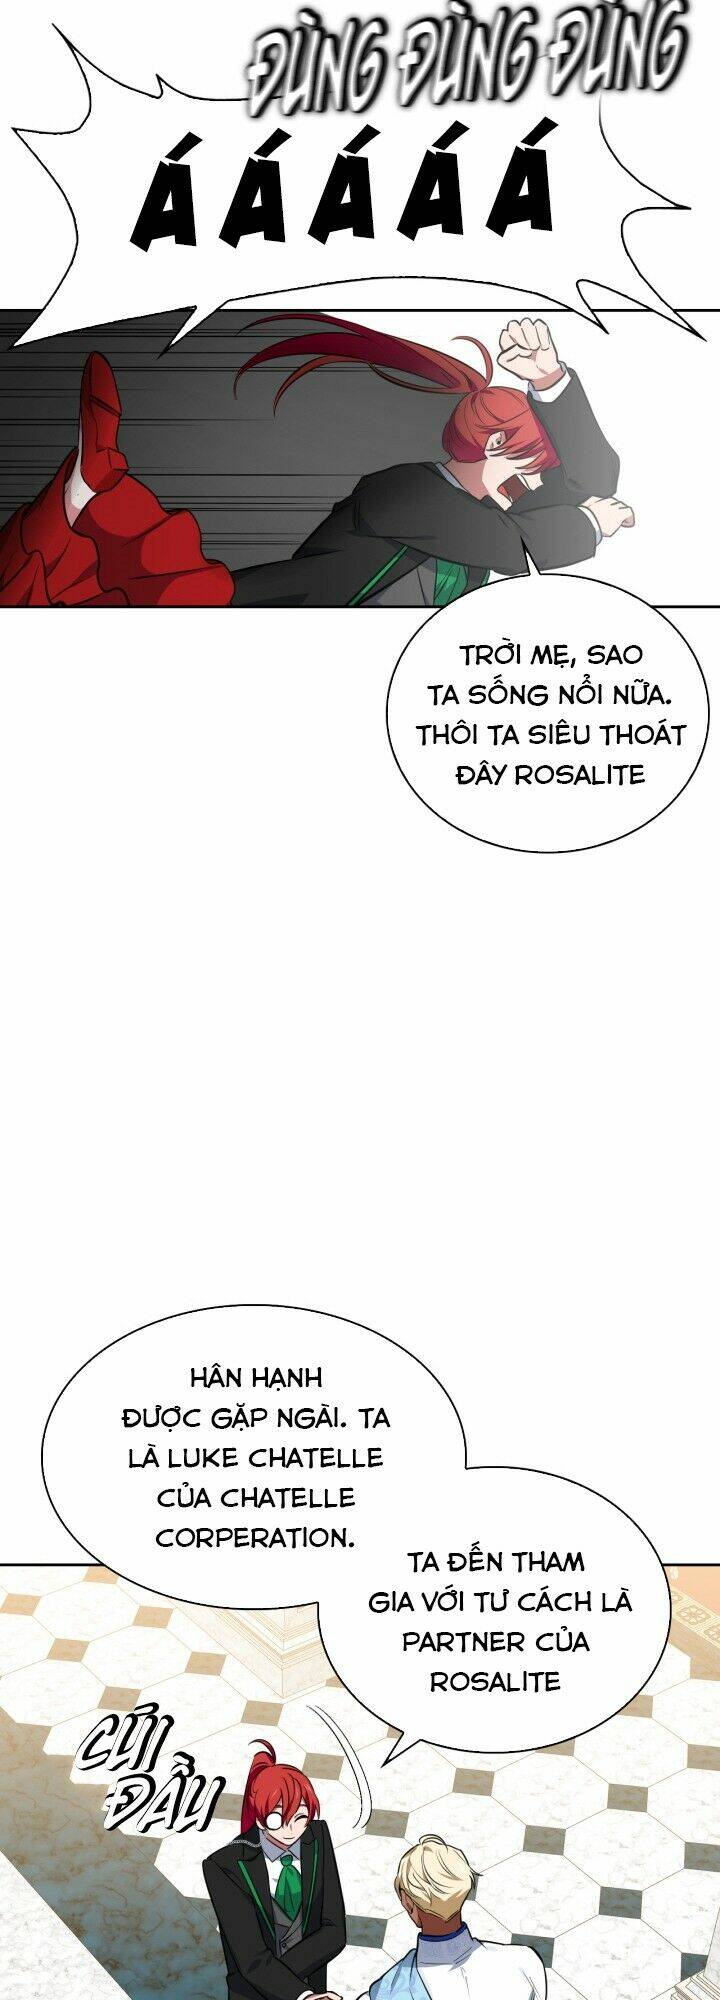 ĐÙNG ĐÙNG ĐÙNG
Á Á Á Á Á
TRỜI MẸ, SAO
TA SỐNG NỔI NỮA.
THÔI TA SIÊU THOÁT
ĐÂY ROSALITE
HÂN HẠNH
ĐƯỢC GẶP NGÀI. TA
LÀ LUKE CHATELLE
CỦA CHATELLE
CORPERATION.
TA ĐẾN THAM
GIA VỚI TƯ CÁCH LÀ
PARTNER CỦA
ROSALITE
CÚI
ĐẦU